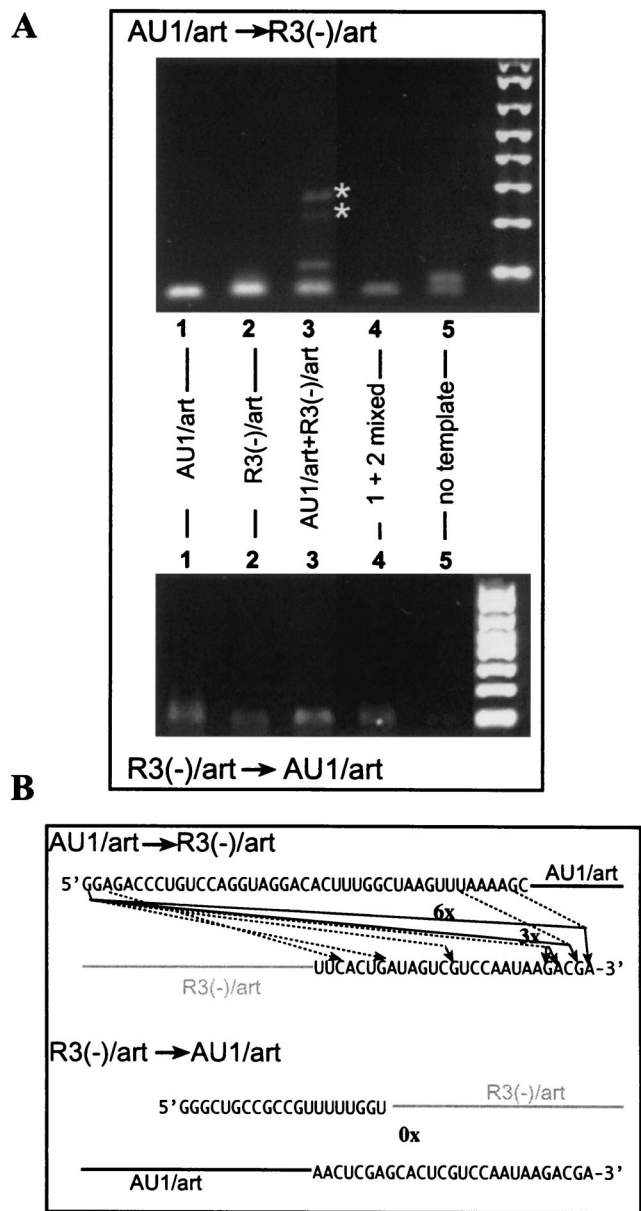 A
AU1/art → R3(-)/art
*
*
1 2 3 4 5
AU1/art
R3(-)/art
AU1/art+R3(-)/art
1 + 2 mixed
no template
1 2 3 4 5
R3(-)/art → AU1/art
B
AU1/art → R3(-)/art
AU1/art
5'GGAGACCCUGUCCAGGUAGGACACUUUGGCUAAGUUUAAAAGC
6x
3x
UUCACUGAUAGUCGUCCAAUAAGACGA-3'
R3(-)/art
R3(-)/art → AU1/art
R3(-)/art
5'GGGCUGCCGCCGUUUUUGGU
0x
AACUCGAGCACUCGUCCAAUAAGACGA-3'
AU1/art